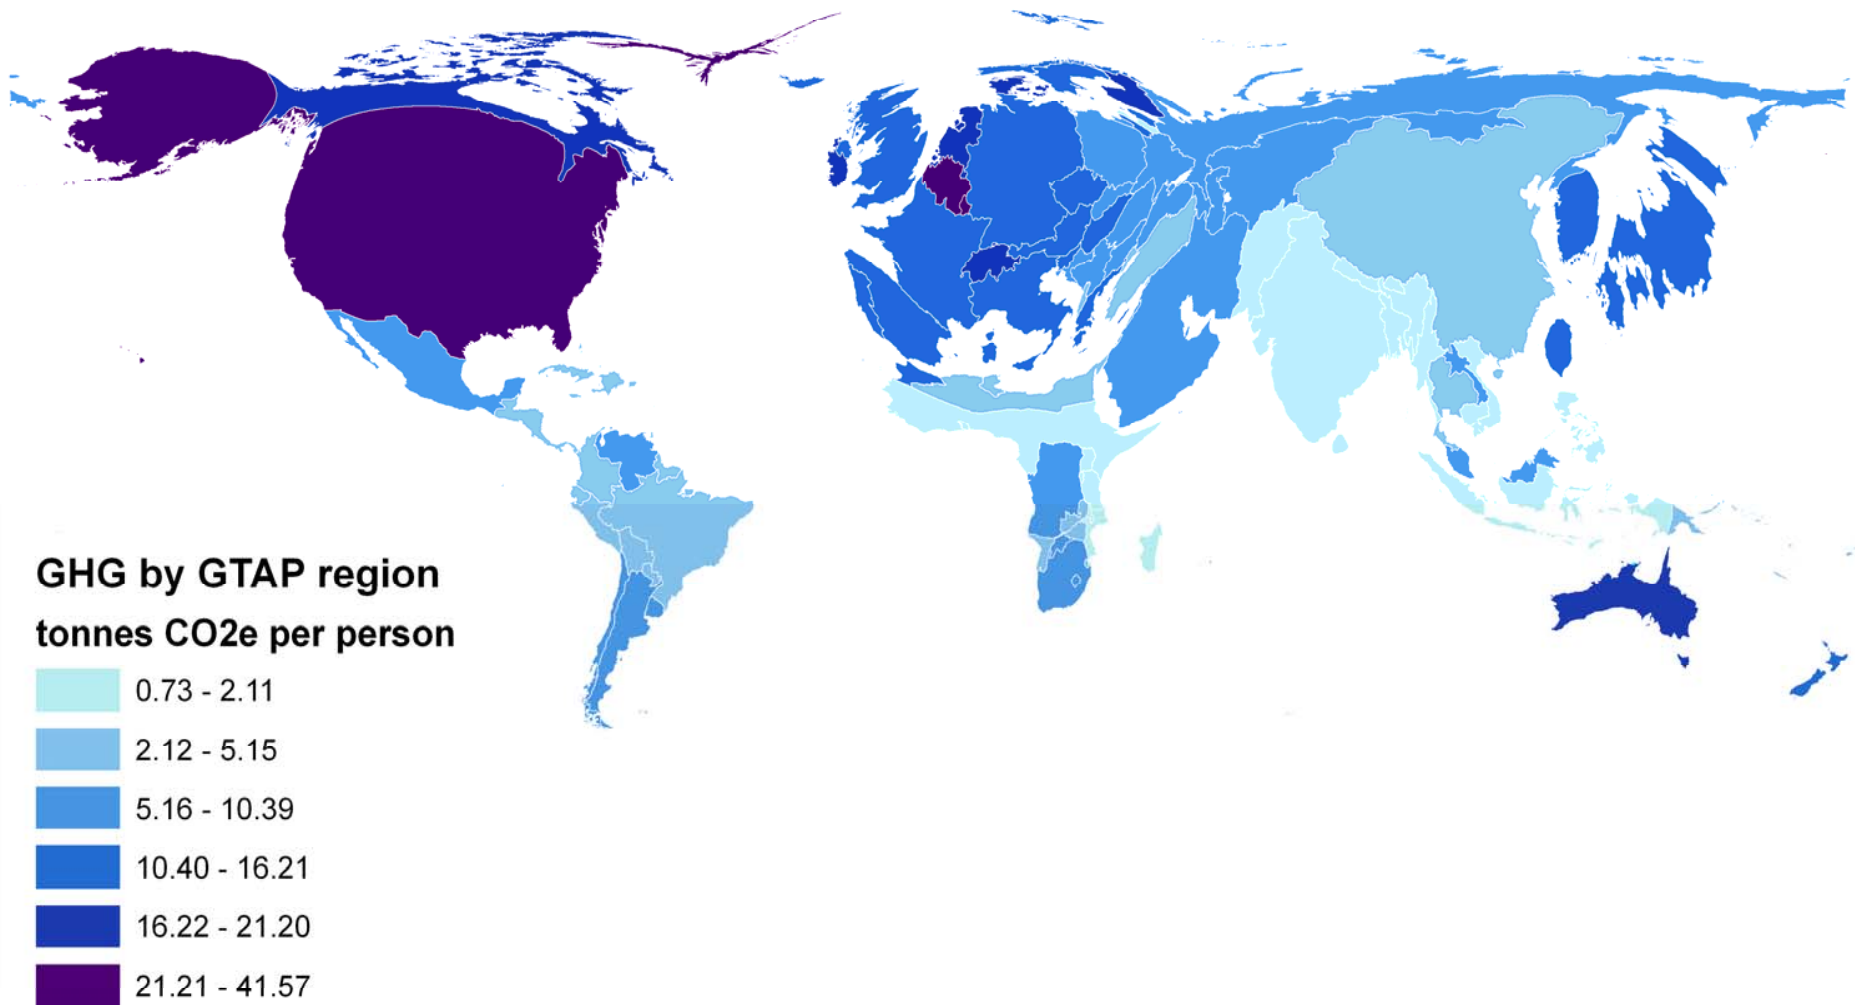 GHG by GTAP region
tonnes CO2e per person
0.73 - 2.11
2.12 - 5.15
5.16 - 10.39
10.40 - 16.21
16.22 - 21.20
21.21 - 41.57